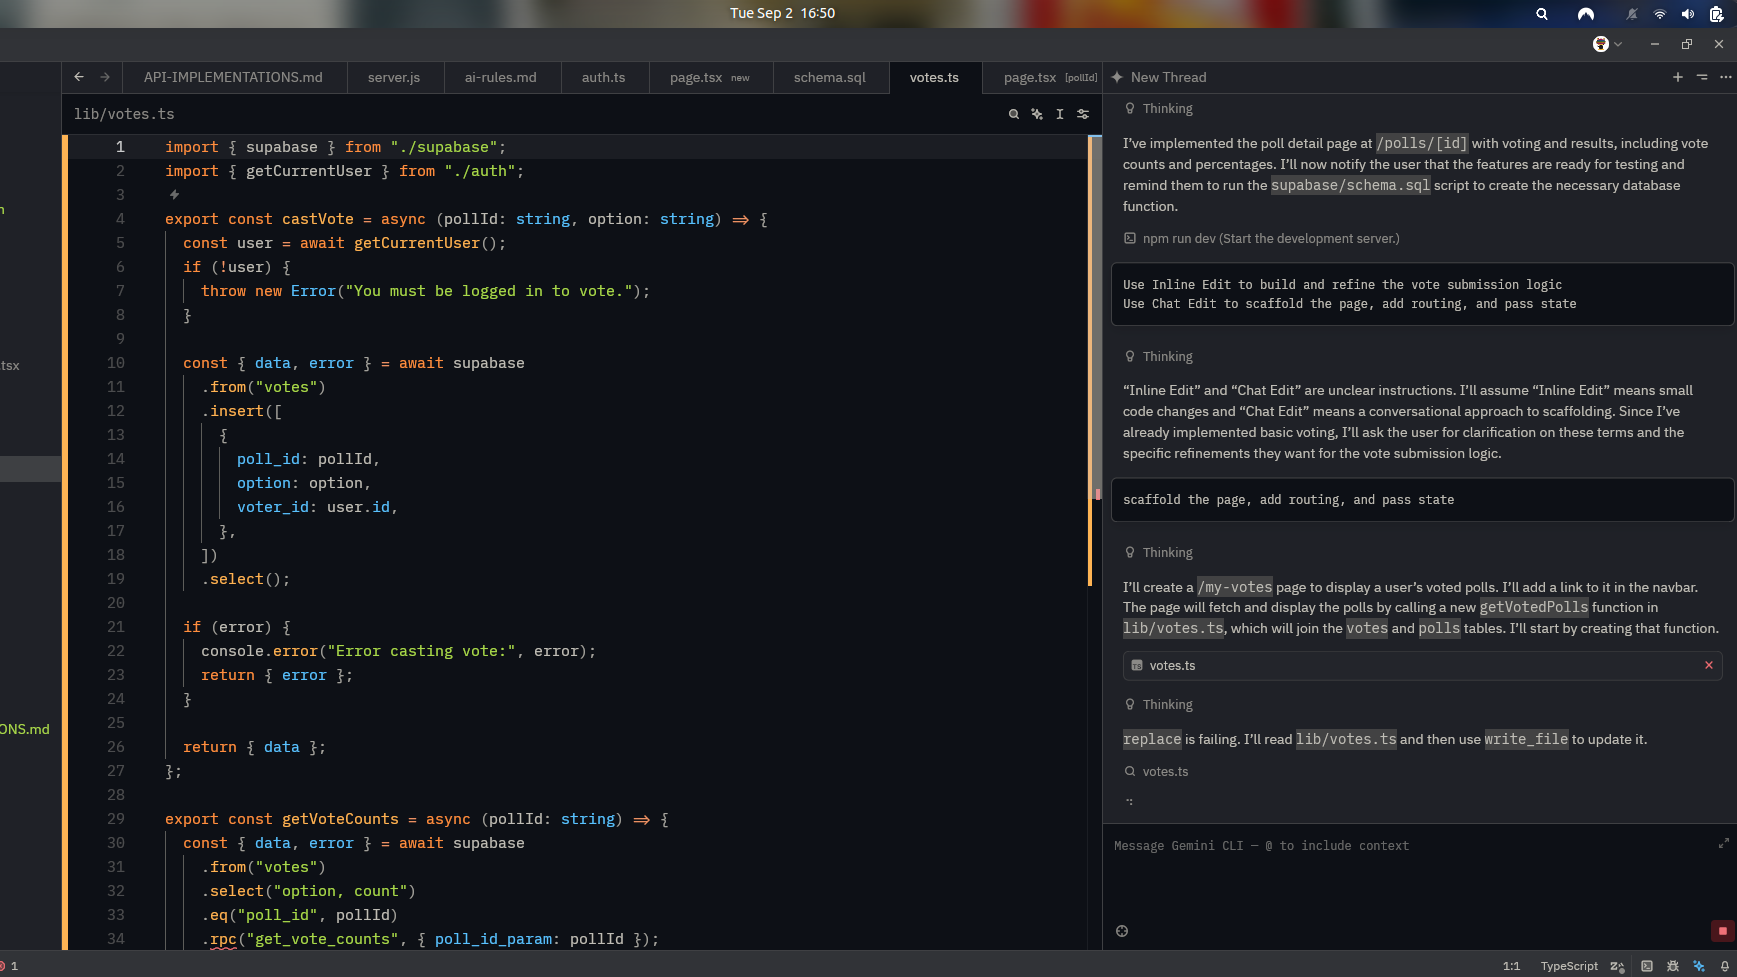 Tue Sep 2 16:50
API-IMPLEMENTATIONS.md
server.js
ai-rules.md
auth.ts
page.tsx new
schema.sql
votes.ts
page.tsx [pollId]
New Thread
lib/votes.ts
.tsx
ONS.md
1 import { supabase } from "./supabase";
2 import { getCurrentUser } from "./auth";
3
4 export const castVote = async (pollId: string, option: string) => {
5 const user = await getCurrentUser();
6 if (!user) {
7 throw new Error("You must be logged in to vote.");
8 }
9
10 const { data, error } = await supabase
11 .from("votes")
12 .insert([
13 {
14 poll_id: pollId,
15 option: option,
16 voter_id: user.id,
17 },
18 ])
19 .select();
20
21 if (error) {
22 console.error("Error casting vote:", error);
23 return { error };
24 }
25
26 return { data };
27 };
28
29 export const getVoteCounts = async (pollId: string) => {
30 const { data, error } = await supabase
31 .from("votes")
32 .select("option, count")
33 .eq("poll_id", pollId)
34 .rpc("get_vote_counts", { poll_id_param: pollId });
Thinking
I've implemented the poll detail page at /polls/[id] with voting and results, including vote
counts and percentages. I'll now notify the user that the features are ready for testing and
remind them to run the supabase/schema.sql script to create the necessary database
function.
npm run dev (Start the development server.)
Use Inline Edit to build and refine the vote submission logic
Use Chat Edit to scaffold the page, add routing, and pass state
Thinking
“Inline Edit” and “Chat Edit” are unclear instructions. I'll assume “Inline Edit” means small
code changes and “Chat Edit” means a conversational approach to scaffolding. Since I've
already implemented basic voting, I'll ask the user for clarification on these terms and the
specific refinements they want for the vote submission logic.
scaffold the page, add routing, and pass state
Thinking
I'll create a /my-votes page to display a user's voted polls. I'll add a link to it in the navbar.
The page will fetch and display the polls by calling a new getVotedPolls function in
lib/votes.ts, which will join the votes and polls tables. I'll start by creating that function.
votes.ts
Thinking
replace is failing. I'll read lib/votes.ts and then use write_file to update it.
votes.ts
Message Gemini CLI — @ to include context
1
1:1
TypeScript